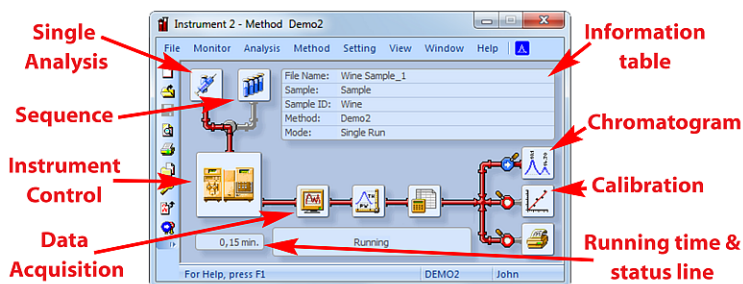 Instrument 2 - Method Demo2
File Monitor Analysis Method Setting View Window Help
Single
Analysis
Sequence
Instrument
Control
Data
Acquisition
File Name: Wine Sample_1
Sample: Sample
Sample ID: Wine
Method: Demo2
Mode: Single Run
Information
table
Chromatogram
Calibration
Running time &
status line
0,15 min.
Running
For Help, press F1
DEMO2
John